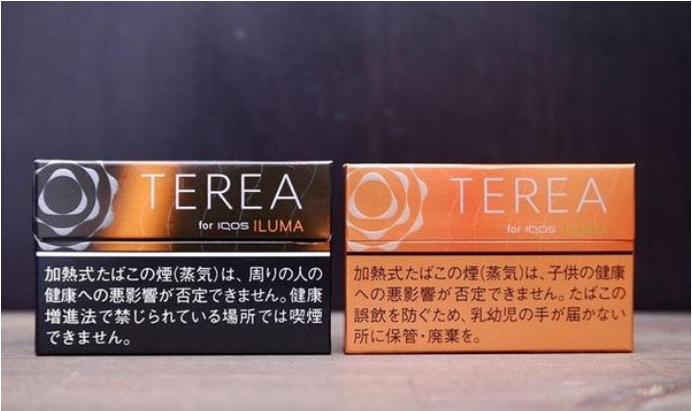 TEREA
for IQOS ILUMA
加熱式たばこの煙(蒸気)は、周りの人の
健康への悪影響が否定できません。健康
増進法で禁じられている場所では喫煙
できません。
TEREA
for IQOS ILUMA
加熱式たばこの煙(蒸気)は、子供の健康
への悪影響が否定できません。たばこの
誤飲を防ぐため、乳幼児の手が届かない
所に保管・廃棄を。